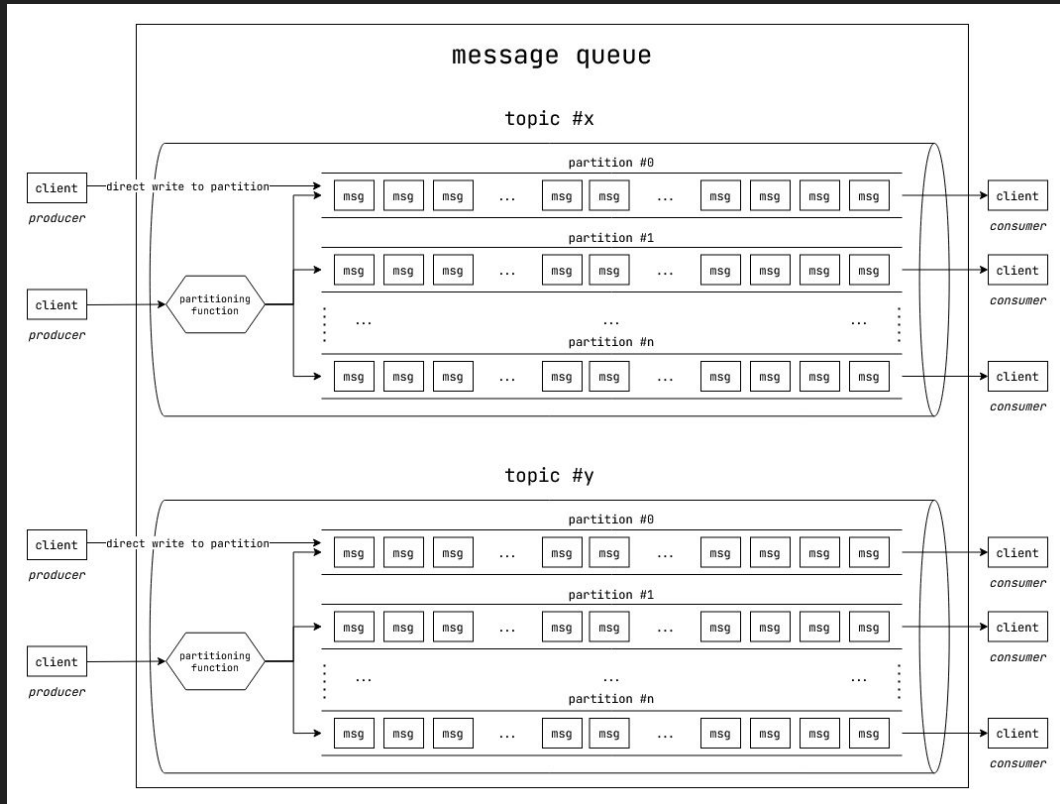 message queue
topic #x
partition #0
client direct write to partition msg msg msg ... msg msg ... msg msg msg msg client
producer consumer
partition #1
msg msg msg ... msg msg ... msg msg msg msg client
client partitioning function consumer
producer
... ... ...
partition #n
msg msg msg ... msg msg ... msg msg msg msg client
consumer
topic #y
partition #0
client direct write to partition msg msg msg ... msg msg ... msg msg msg msg client
producer consumer
partition #1
msg msg msg ... msg msg ... msg msg msg msg client
client partitioning function consumer
producer
... ... ...
partition #n
msg msg msg ... msg msg ... msg msg msg msg client
consumer